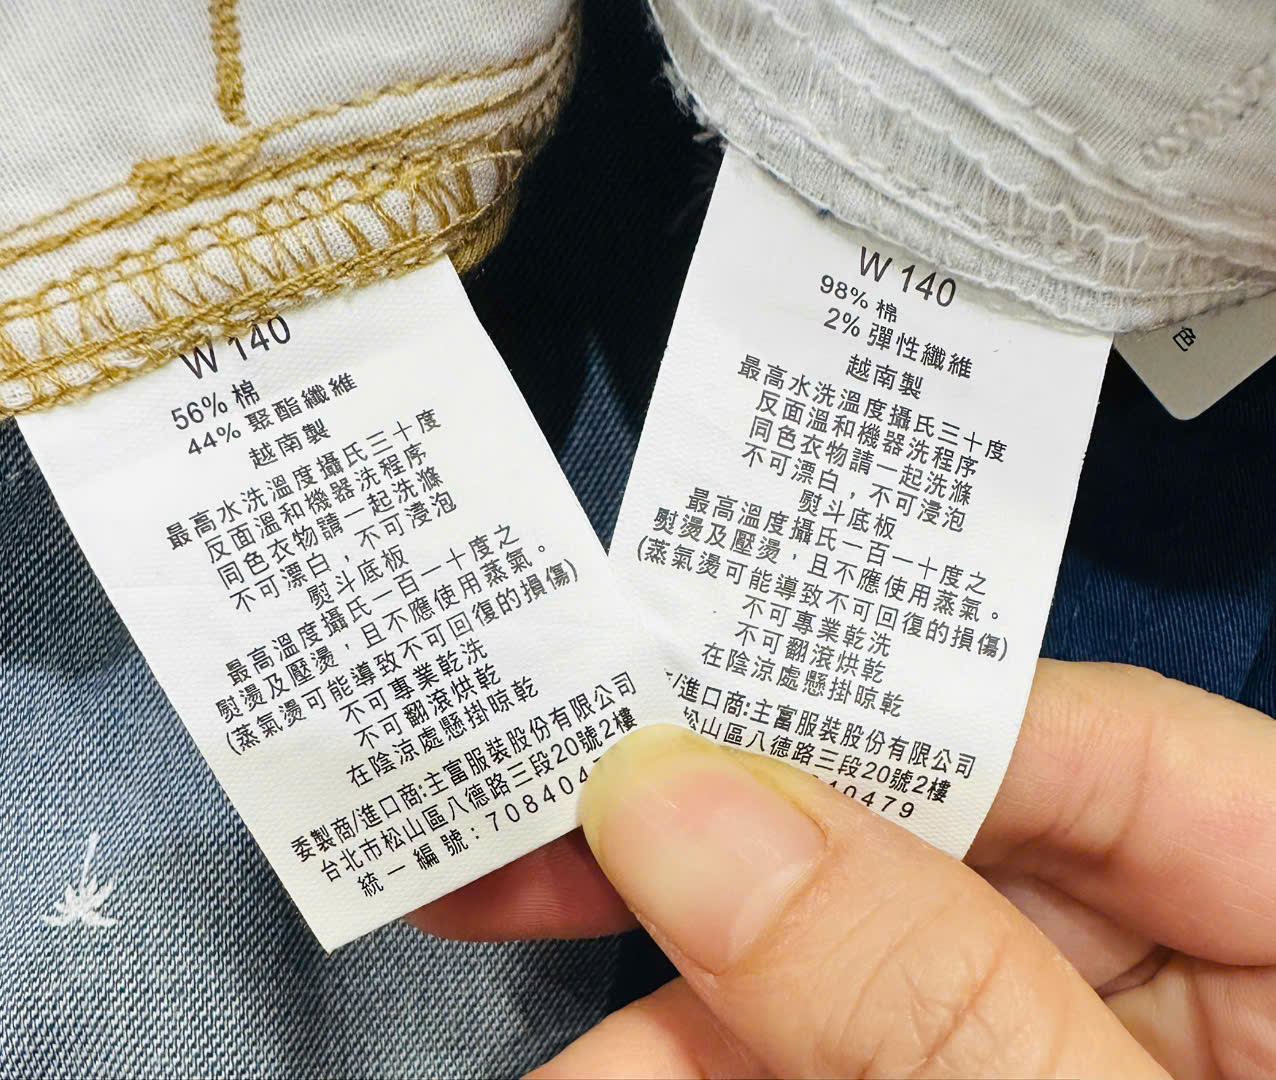 W 140
56% 棉
44% 聚酯纖維
越南製
最高水洗溫度攝氏三十度
反面溫和機器洗程序
同色衣物請一起洗滌
不可漂白，不可浸泡
熨斗底板
最高溫度攝氏一百一十度之
熨燙及壓燙，且不應使用蒸氣。
(蒸氣燙可能導致不可回復的損傷)
不可專業乾洗
不可翻滾烘乾
在陰涼處懸掛晾乾
委製商/進口商:主富服裝股份有限公司
台北市松山區八德路三段20號2樓
統一編號:708404
W 140
98% 棉
2% 彈性纖維
越南製
最高水洗溫度攝氏三十度
反面溫和機器洗程序
同色衣物請一起洗滌
不可漂白，不可浸泡
熨斗底板
最高溫度攝氏一百一十度之
熨燙及壓燙，且不應使用蒸氣。
(蒸氣燙可能導致不可回復的損傷)
不可專業乾洗
不可翻滾烘乾
在陰涼處懸掛晾乾
/進口商:主富服裝股份有限公司
松山區八德路三段20號2樓
0479
色